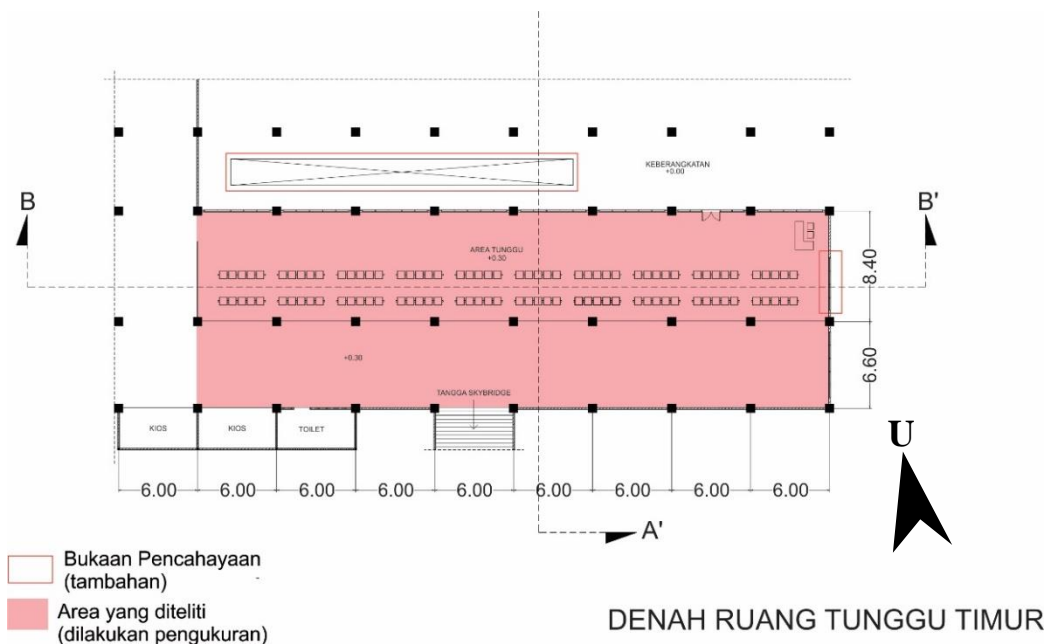 KEBERANGKATAN
+0.00
B
B'
AREA TUNGGU
+0.30
8.40
+0.30
6.60
TANGGA SKYBRIDGE
KIOS
KIOS
TOILET
U
6.00
6.00
6.00
6.00
6.00
6.00
6.00
6.00
6.00
A'
Bukaan Pencahayaan
(tambahan)
Area yang diteliti
(dilakukan pengukuran)
DENAH RUANG TUNGGU TIMUR